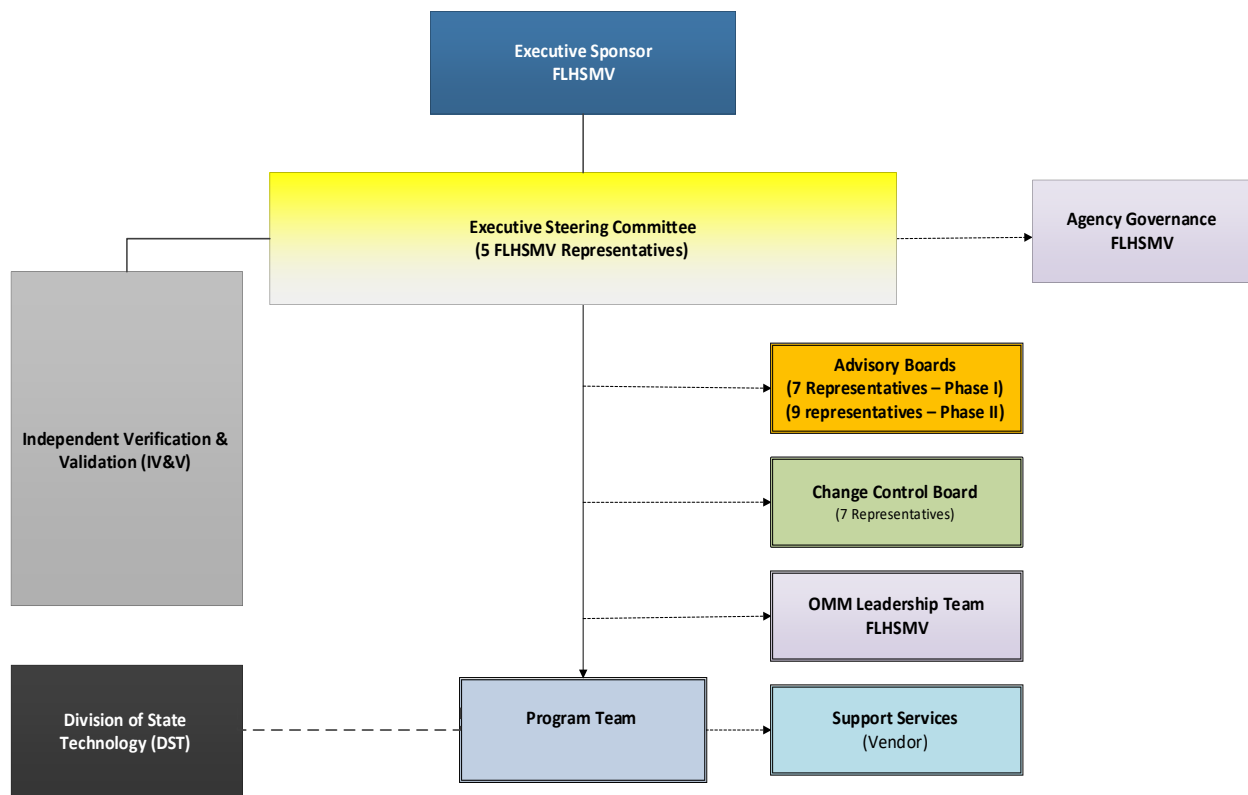 Executive Sponsor
FLHSMV
Executive Steering Committee
(5 FLHSMV Representatives)
Agency Governance
FLHSMV
Advisory Boards
(7 Representatives – Phase I)
(9 representatives – Phase II)
Independent Verification &
Validation (IV&V)
Change Control Board
(7 Representatives)
OMM Leadership Team
FLHSMV
Division of State
Technology (DST)
Program Team
Support Services
(Vendor)